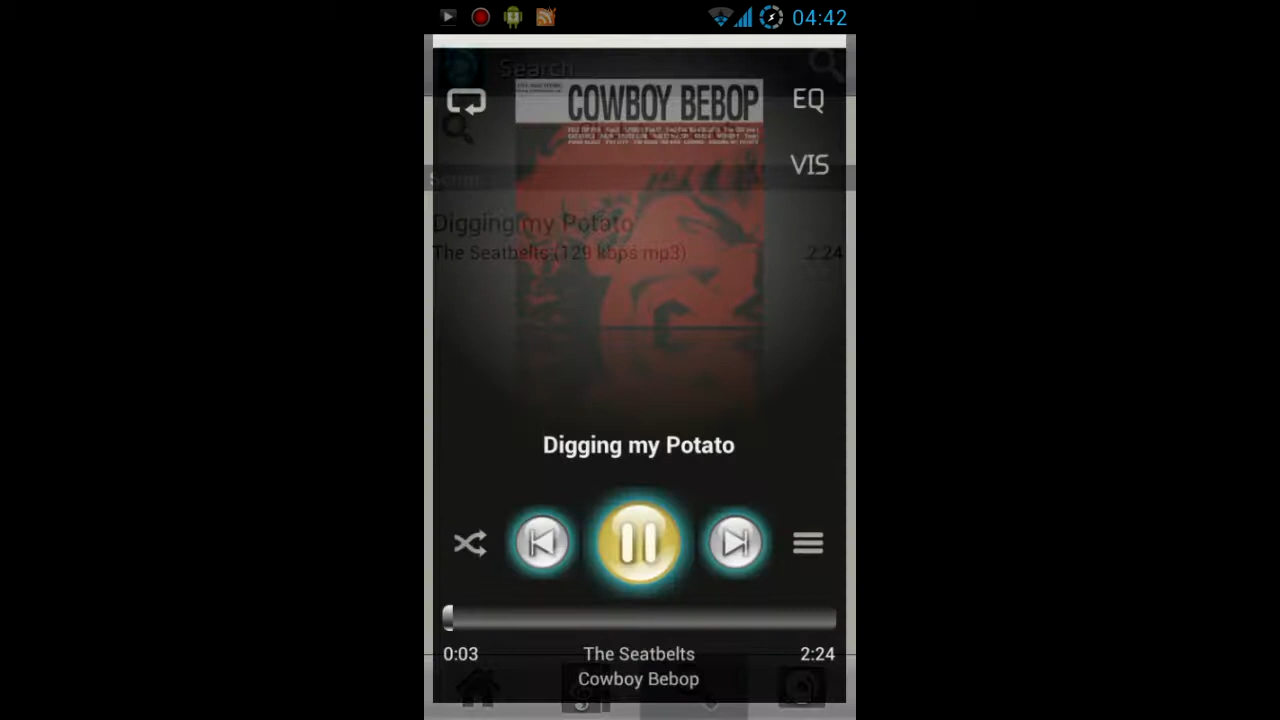 04:42
Search
COWBOY BEBOP
EQ
VIS
Digging my Potato
The Seatbelts (129 kbps mp3) 2:24
Digging my Potato
0:03 The Seatbelts 2:24
Cowboy Bebop